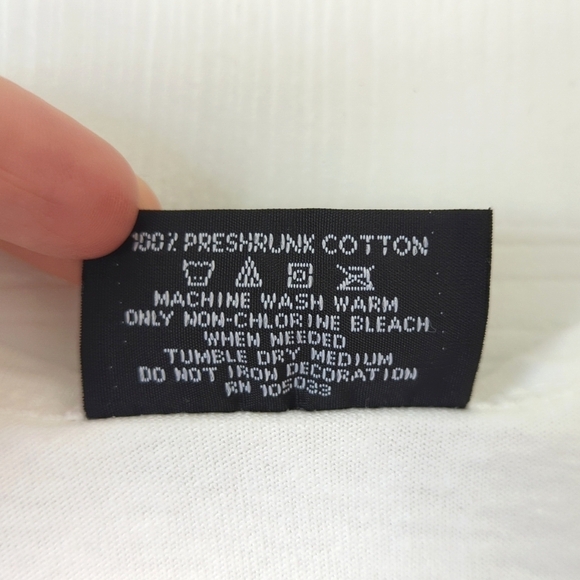 100% PRESHRUNK COTTON
MACHINE WASH WARM
ONLY NON-CHLORINE BLEACH
WHEN NEEDED
TUMBLE DRY MEDIUM
DO NOT IRON DECORATION
RN 105033